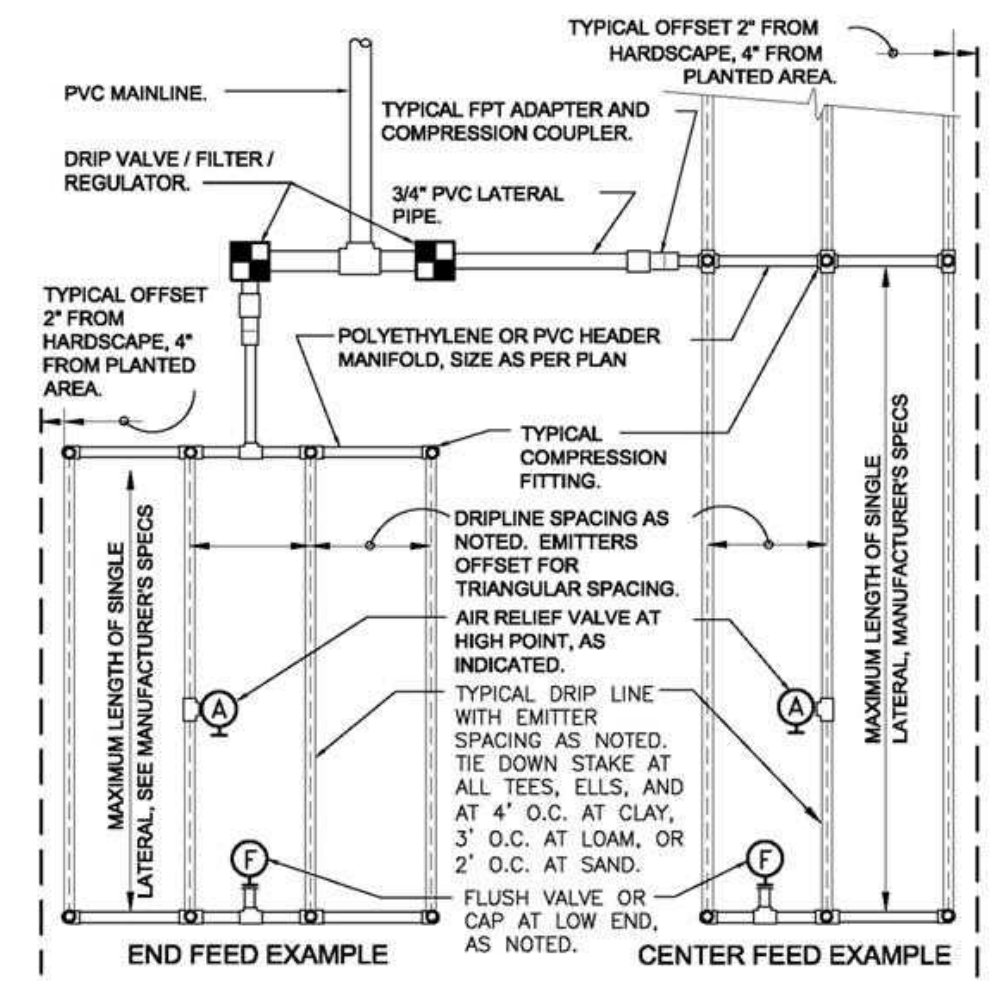 TYPICAL OFFSET 2" FROM
HARDSCAPE, 4" FROM
PLANTED AREA.
PVC MAINLINE.
TYPICAL FPT ADAPTER AND
COMPRESSION COUPLER.
DRIP VALVE / FILTER /
REGULATOR.
3/4" PVC LATERAL
PIPE.
TYPICAL OFFSET
2" FROM
HARDSCAPE, 4"
FROM PLANTED
AREA.
POLYETHYLENE OR PVC HEADER
MANIFOLD, SIZE AS PER PLAN
TYPICAL
COMPRESSION
FITTING.
DRIPLINE SPACING AS
NOTED. EMITTERS
OFFSET FOR
TRIANGULAR SPACING.
AIR RELIEF VALVE AT
HIGH POINT, AS
INDICATED.
A
A
TYPICAL DRIP LINE
WITH EMITTER
SPACING AS NOTED.
TIE DOWN STAKE AT
ALL TEES, ELLS, AND
AT 4' O.C. AT CLAY,
3' O.C. AT LOAM, OR
2' O.C. AT SAND.
F
F
FLUSH VALVE OR
CAP AT LOW END,
AS NOTED.
MAXIMUM LENGTH OF SINGLE
LATERAL, SEE MANUFACTURER'S SPECS
MAXIMUM LENGTH OF SINGLE
LATERAL, MANUFACTURER'S SPECS
END FEED EXAMPLE
CENTER FEED EXAMPLE